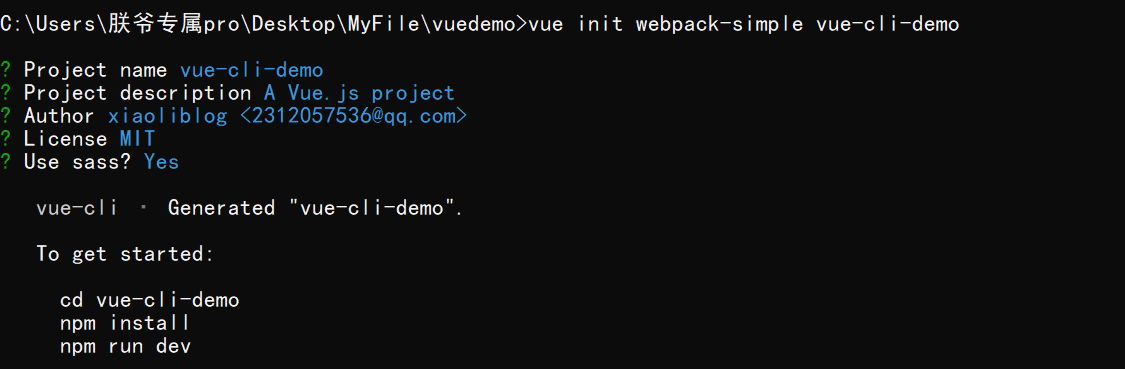 C:\Users\朕爷专属pro\Desktop\MyFile\vuedemo>vue init webpack-simple vue-cli-demo
? Project name vue-cli-demo
? Project description A Vue.js project
? Author xiaoliblog <2312057536@qq.com>
? License MIT
? Use sass? Yes
vue-cli · Generated "vue-cli-demo".
To get started:
cd vue-cli-demo
npm install
npm run dev